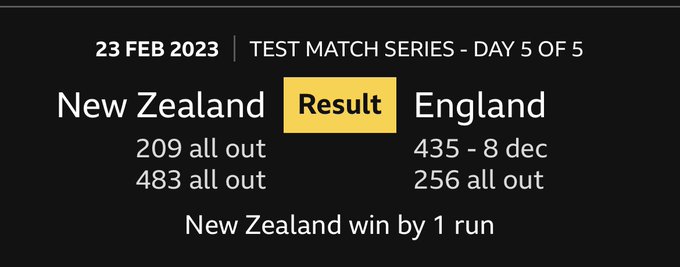 23 FEB 2023 | TEST MATCH SERIES - DAY 5 OF 5
New Zealand Result England
209 all out 435 - 8 dec
483 all out 256 all out
New Zealand win by 1 run